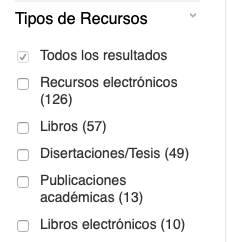 Tipos de Recursos
Todos los resultados
Recursos electrónicos
(126)
Libros (57)
Disertaciones/Tesis (49)
Publicaciones
académicas (13)
Libros electrónicos (10)